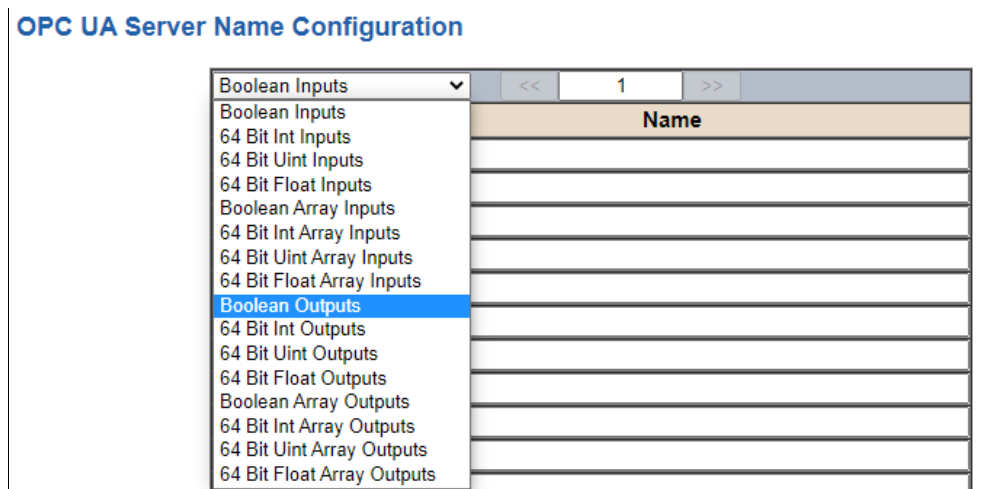 OPC UA Server Name Configuration
Boolean Inputs << 1 >>
Name
Boolean Inputs
64 Bit Int Inputs
64 Bit Uint Inputs
64 Bit Float Inputs
Boolean Array Inputs
64 Bit Int Array Inputs
64 Bit Uint Array Inputs
64 Bit Float Array Inputs
Boolean Outputs
64 Bit Int Outputs
64 Bit Uint Outputs
64 Bit Float Outputs
Boolean Array Outputs
64 Bit Int Array Outputs
64 Bit Uint Array Outputs
64 Bit Float Array Outputs